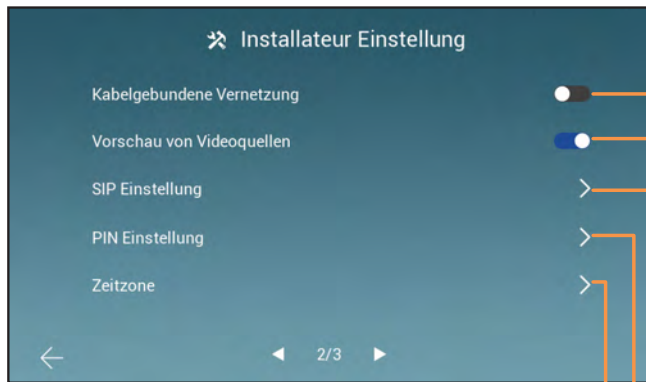 Installateur Einstellung
Kabelgebundene Vernetzung
Vorschau von Videoquellen
SIP Einstellung
PIN Einstellung
Zeitzone
2/3